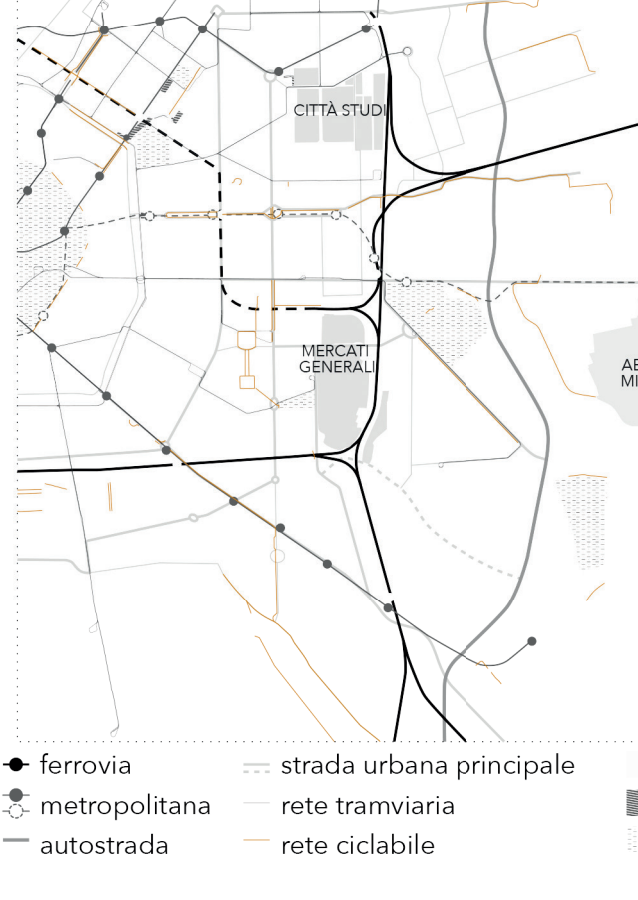 CITTÀ STUDI
MERCATI
GENERALI
ferrovia
metropolitana
autostrada
strada urbana principale
rete tramviaria
rete ciclabile